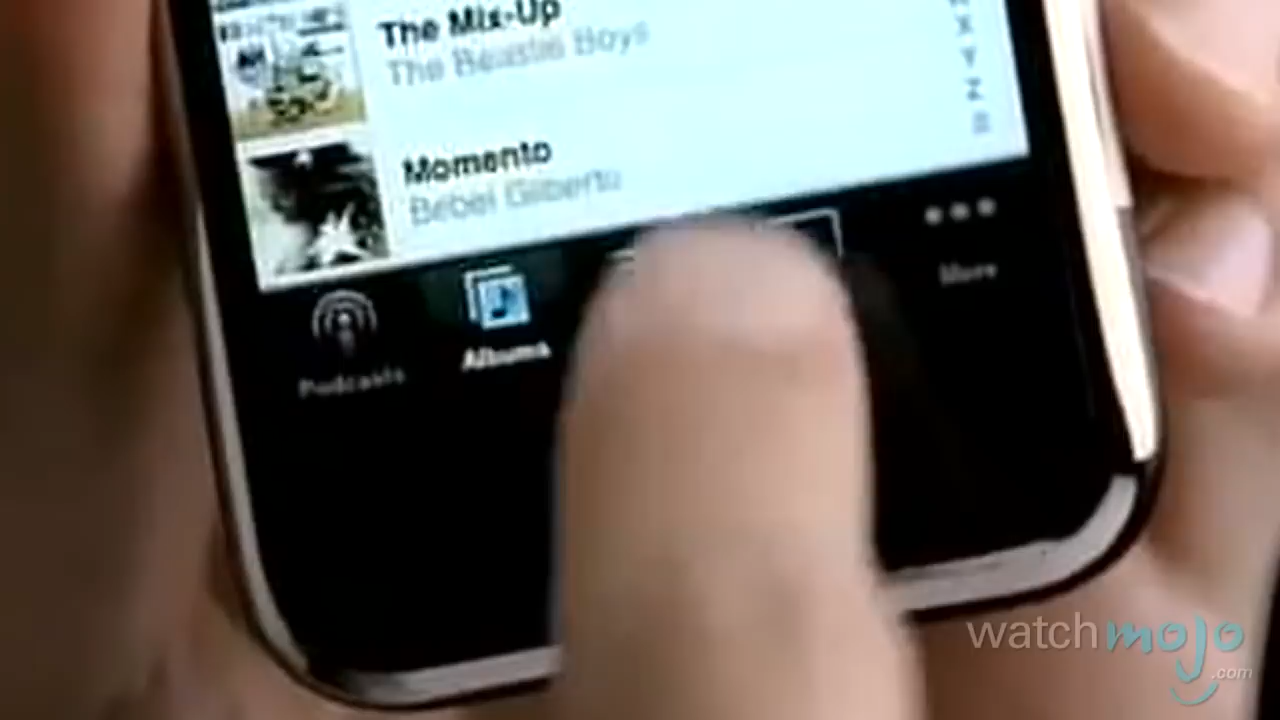 The Mix-Up
The Beastie Boys
X
Y
Z
Momento
Bebel Gilberto
Podcasts
Albums
More
watchmojo
.com